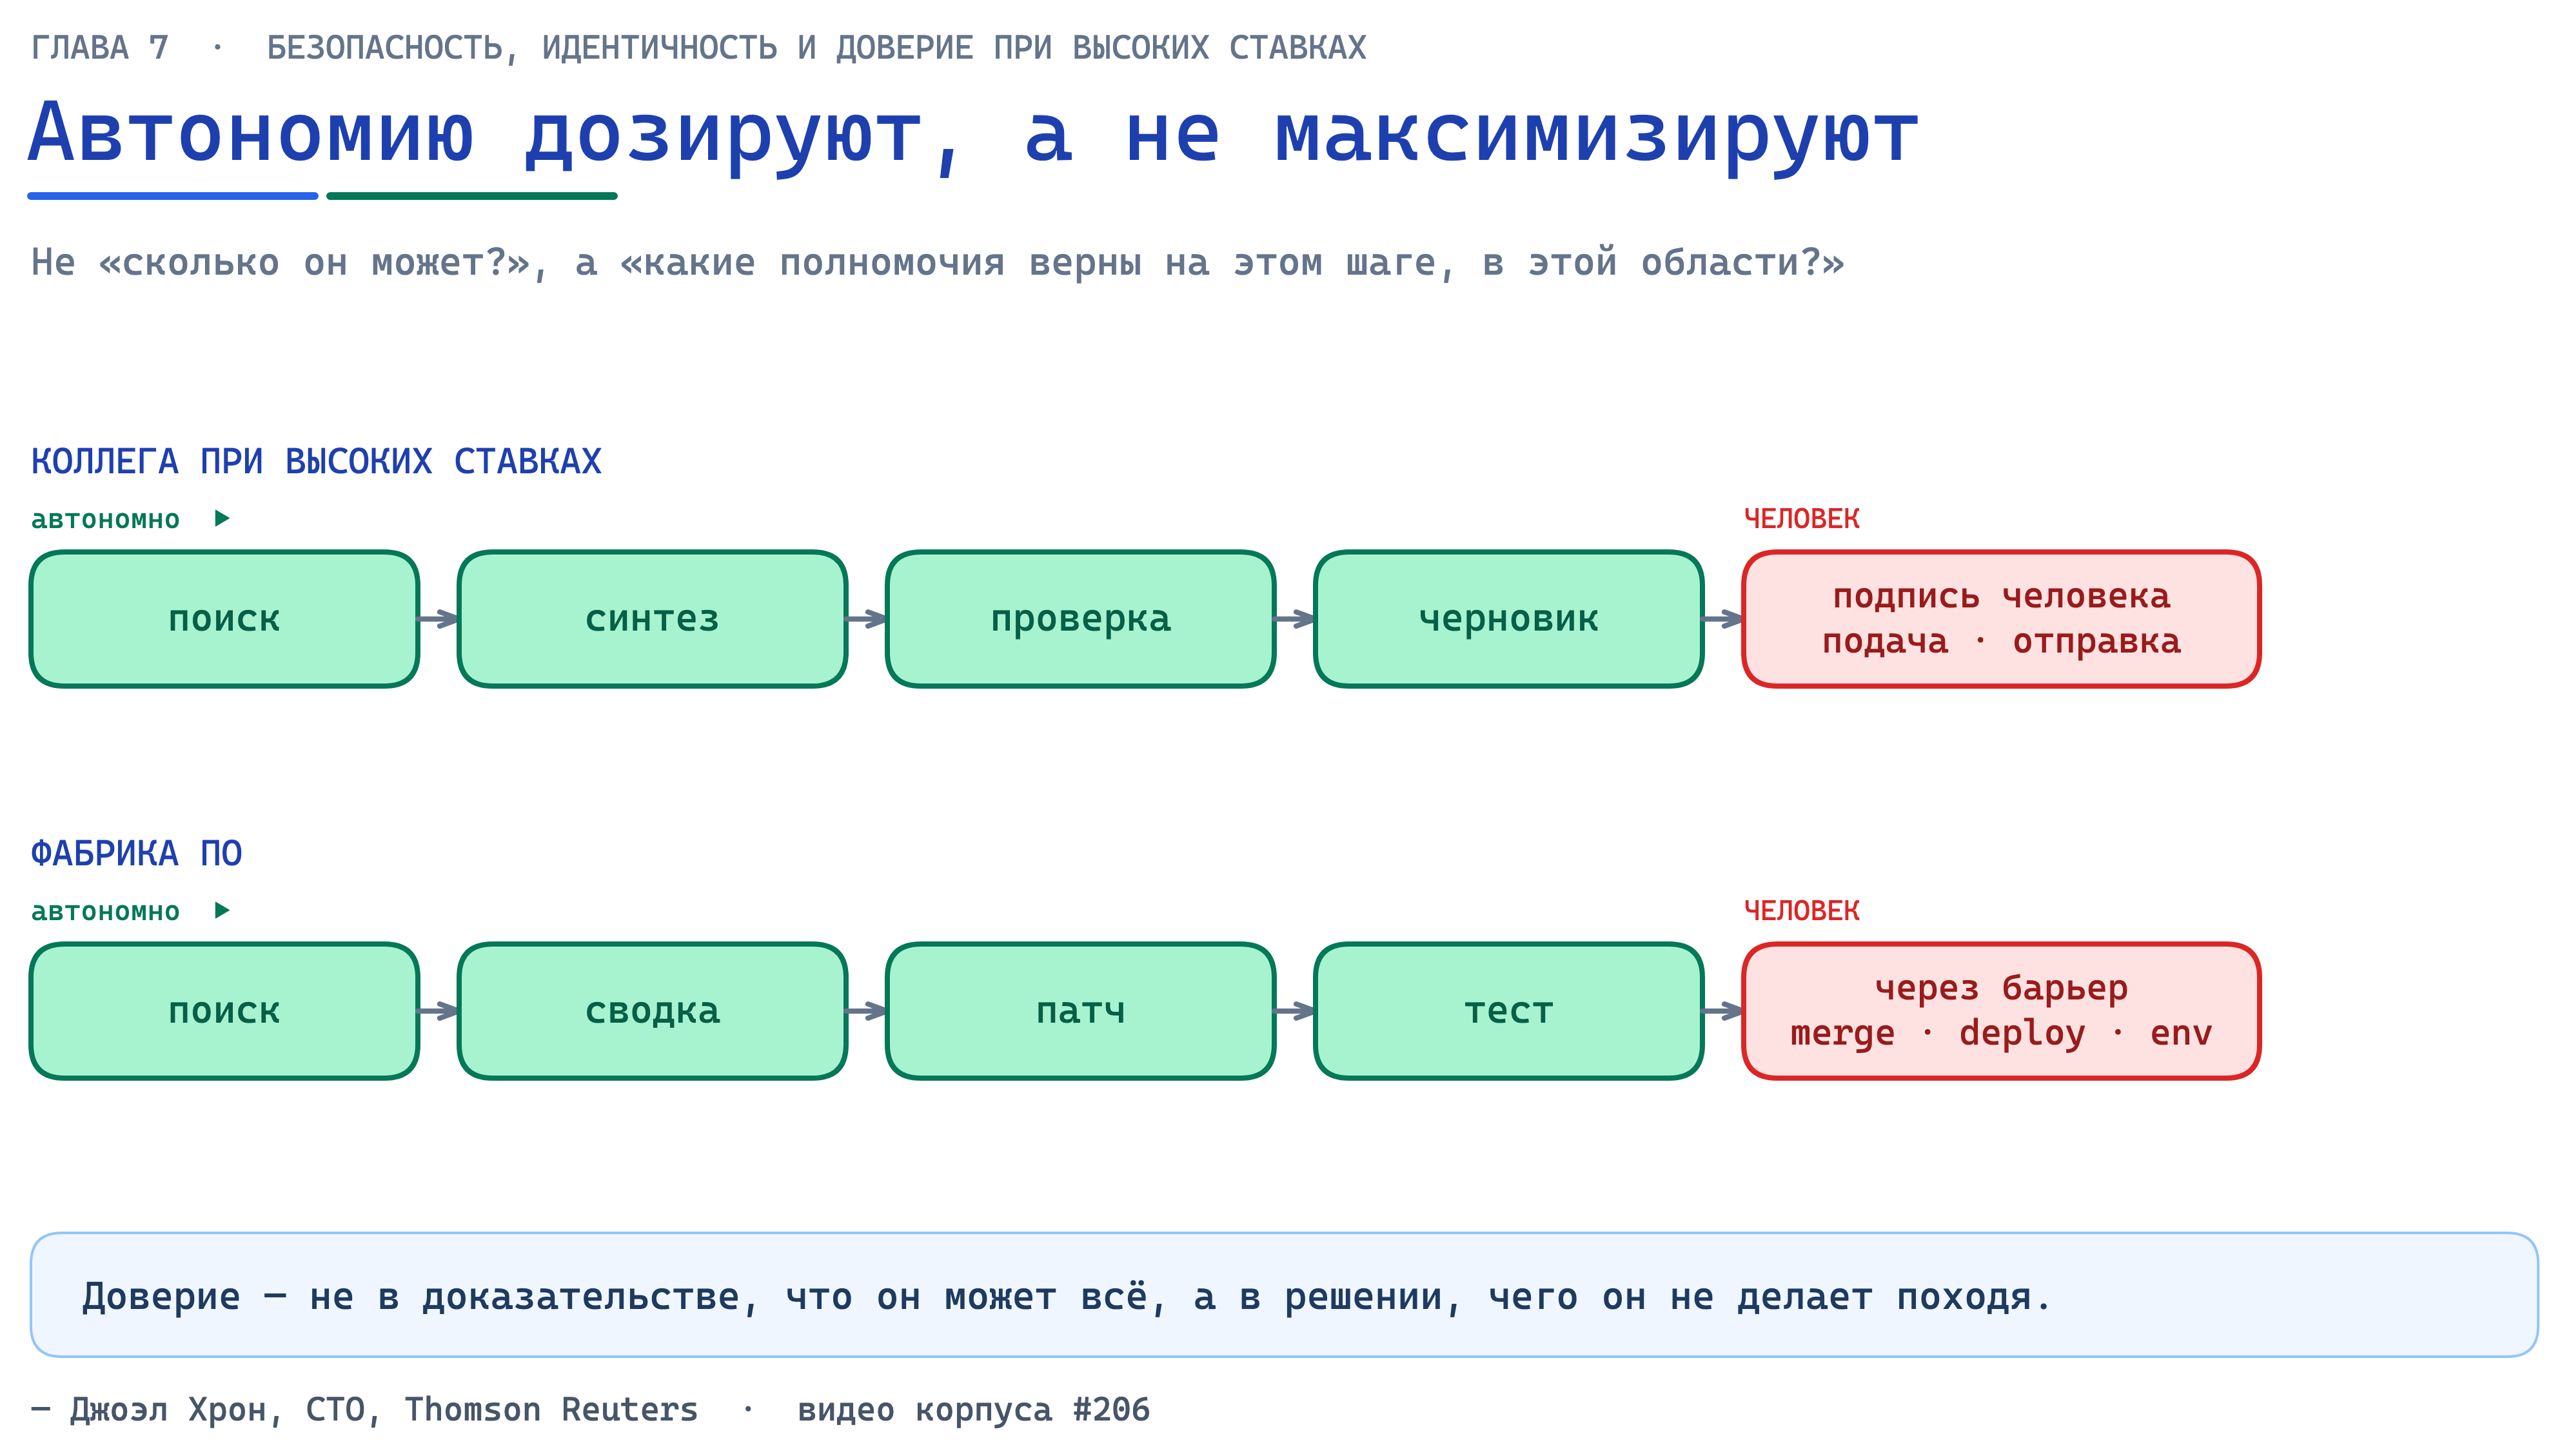 ГЛАВА 7 · БЕЗОПАСНОСТЬ, ИДЕНТИЧНОСТЬ И ДОВЕРИЕ ПРИ ВЫСОКИХ СТАВКАХ
Автономию дозируют, а не максимизируют
Не «сколько он может?», а «какие полномочия верны на этом шаге, в этой области?»
КОЛЛЕГА ПРИ ВЫСОКИХ СТАВКАХ
автономно ▶
ЧЕЛОВЕК
поиск
синтез
проверка
черновик
подпись человека
подача · отправка
ФАБРИКА ПО
автономно ▶
ЧЕЛОВЕК
поиск
сводка
патч
тест
через барьер
merge · deploy · env
Доверие — не в доказательстве, что он может всё, а в решении, чего он не делает походя.
— Джоэл Хрон, CTO, Thomson Reuters · видео корпуса #206